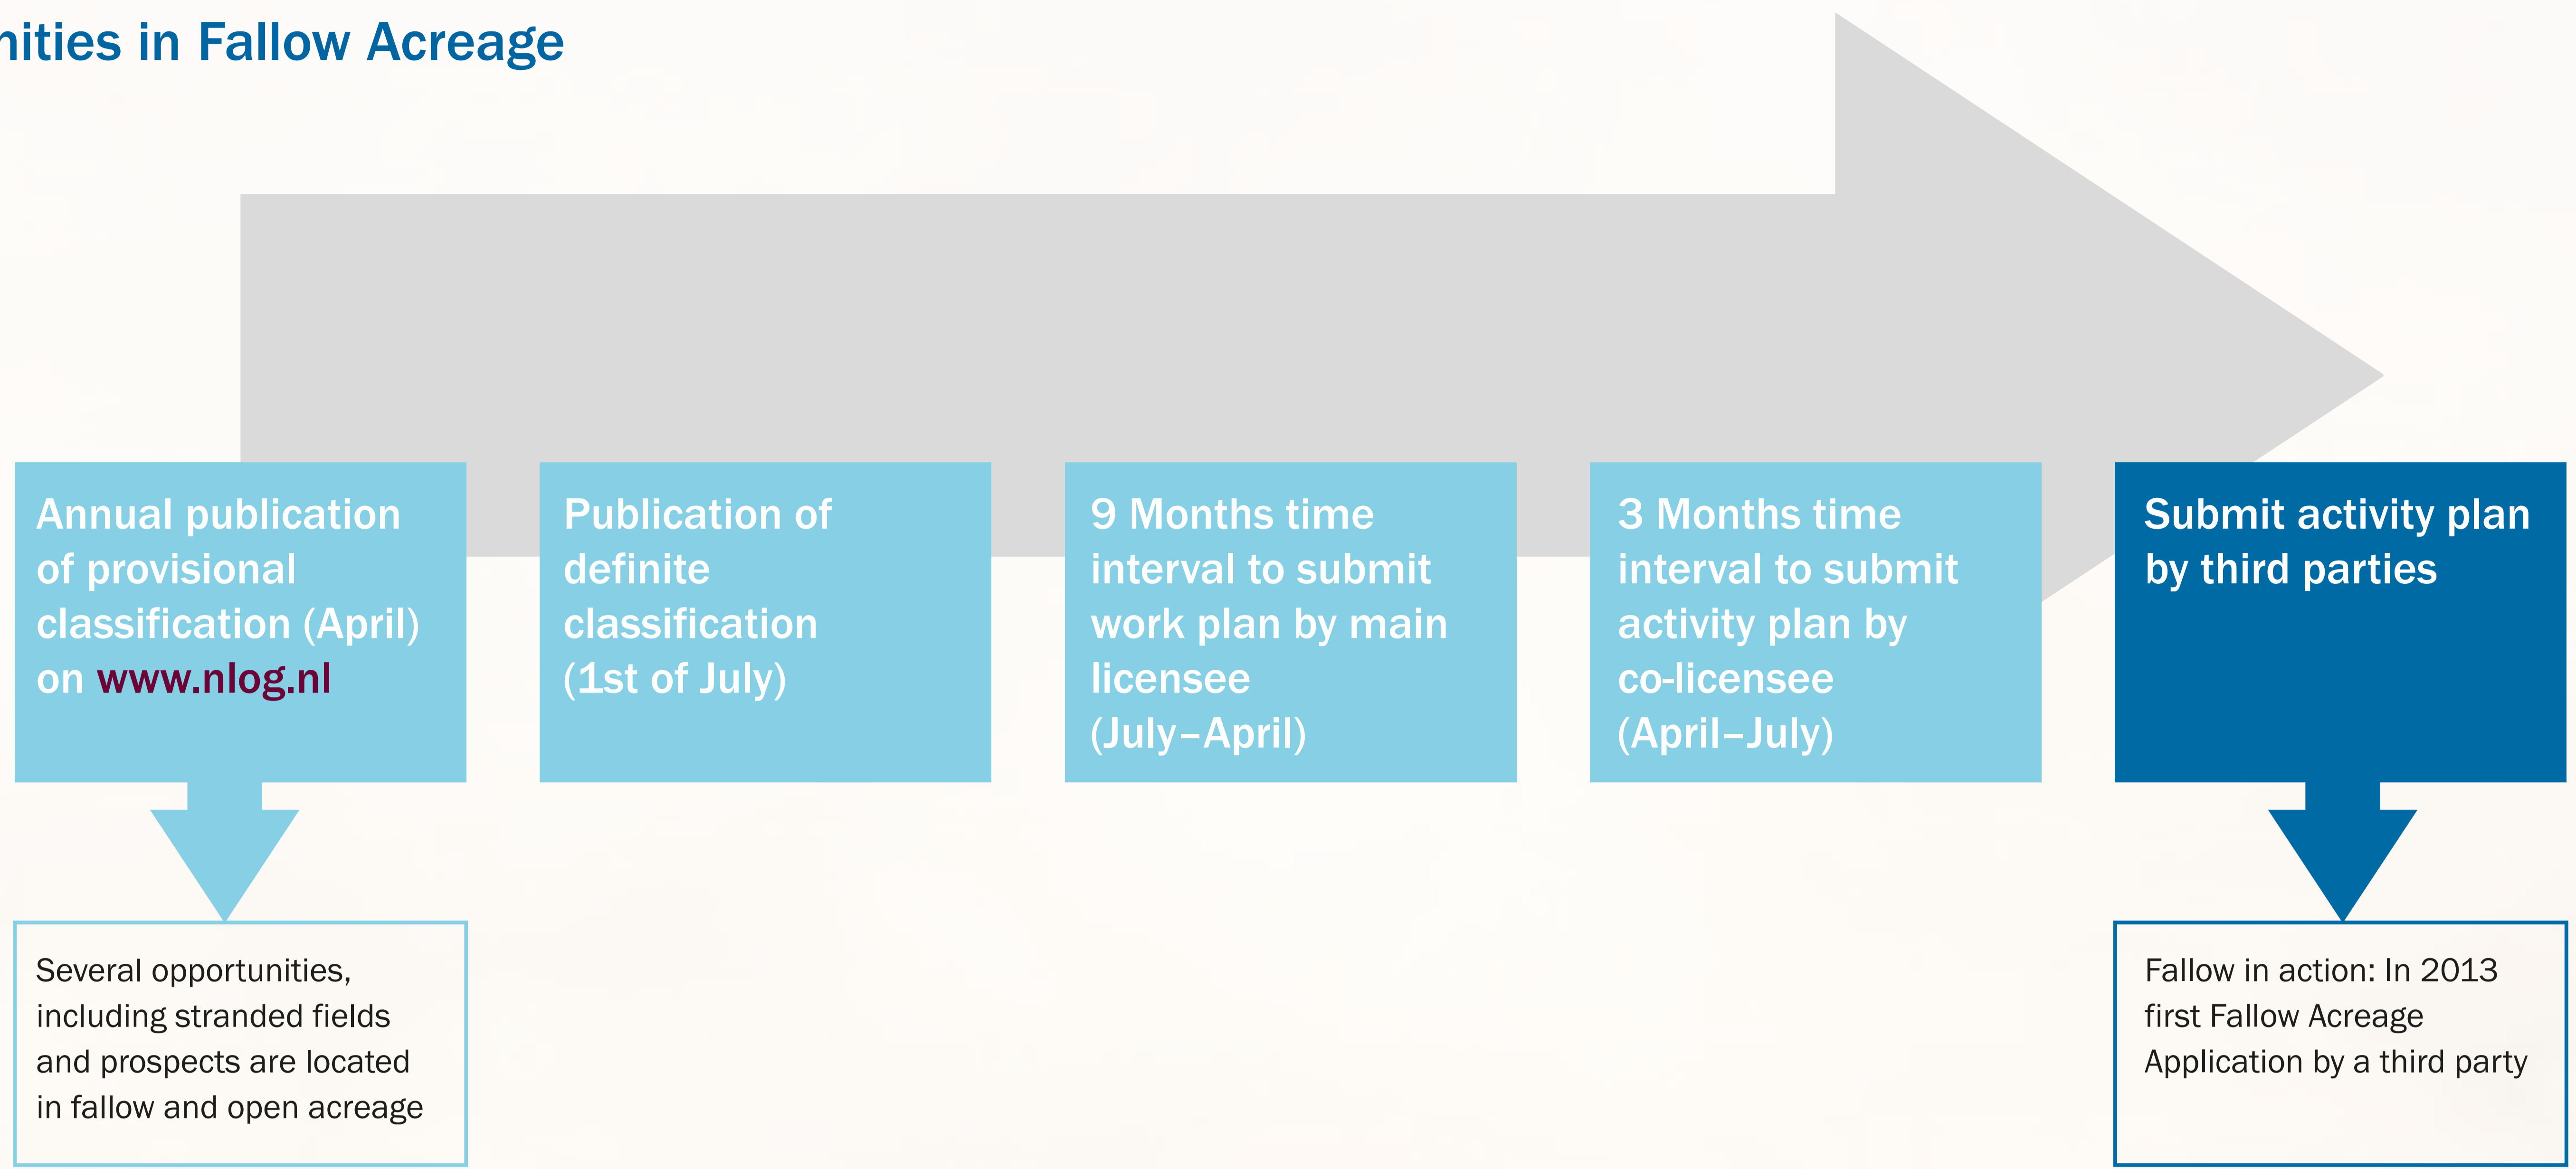 in Fallow Acreage
Annual publication
of provisional
classification (April)
on www.nlog.nl
Publication of
definite
classification
(1st of July)
9 Months time
interval to submit
work plan by main
licensee
(July–April)
3 Months time
interval to submit
activity plan by
co-licensee
(April–July)
Submit activity plan
by third parties
Several opportunities,
including stranded fields
and prospects are located
in fallow and open acreage
Fallow in action: In 2013
first Fallow Acreage
Application by a third party